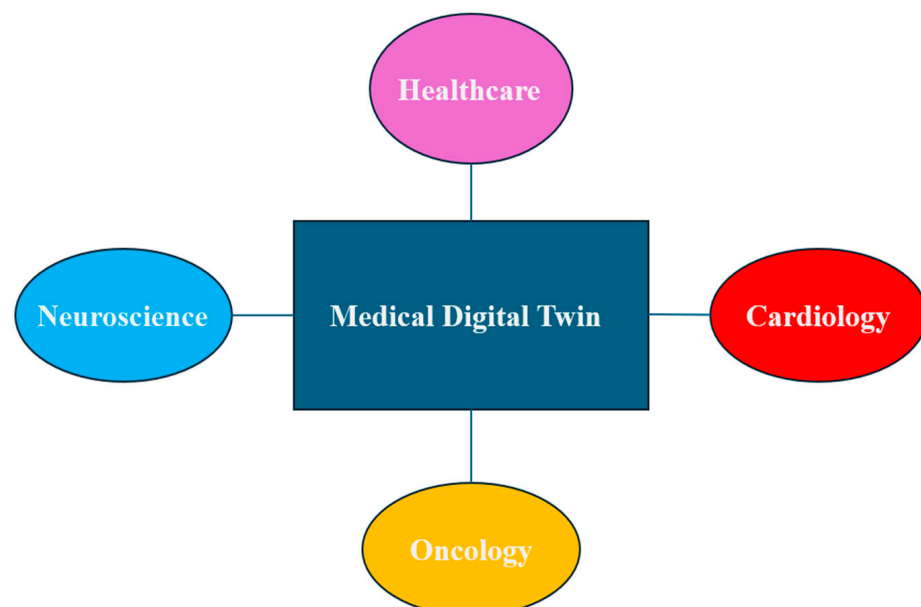 Healthcare
Neuroscience
Medical Digital Twin
Cardiology
Oncology